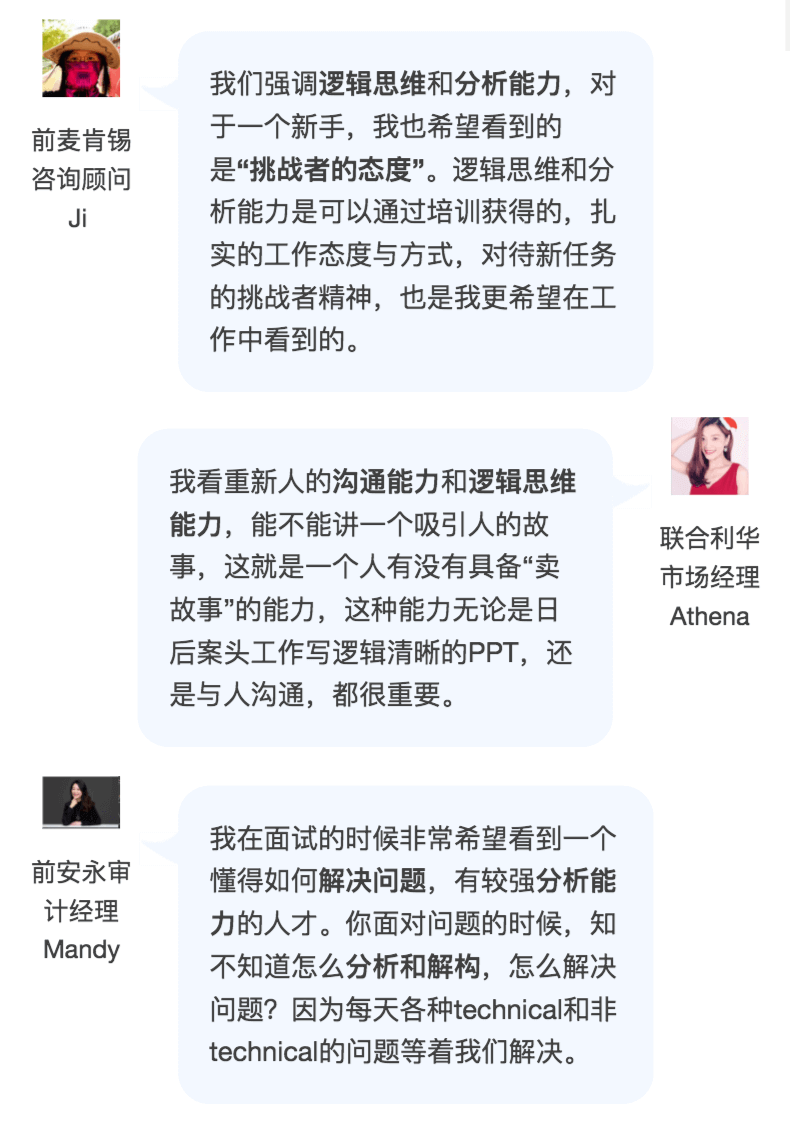 前麦肯锡
咨询顾问
Ji
我们强调逻辑思维和分析能力，对
于一个新手，我也希望看到的
是“挑战者的态度”。逻辑思维和分
析能力是可以通过培训获得的，扎
实的工作态度与方式，对待新任务
的挑战者精神，也是我更希望在工
作中看到的。
联合利华
市场经理
Athena
我看重新人的沟通能力和逻辑思维
能力，能不能讲一个吸引人的故
事，这就是一个人有没有具备“卖
故事”的能力，这种能力无论是日
后案头工作写逻辑清晰的PPT，还
是与人沟通，都很重要。
前安永审
计经理
Mandy
我在面试的时候非常希望看到一个
懂得如何解决问题，有较强分析能
力的人才。你面对问题的时候，知
不知道怎么分析和解构，怎么解决
问题？因为每天各种technical和非
technical的问题等着我们解决。